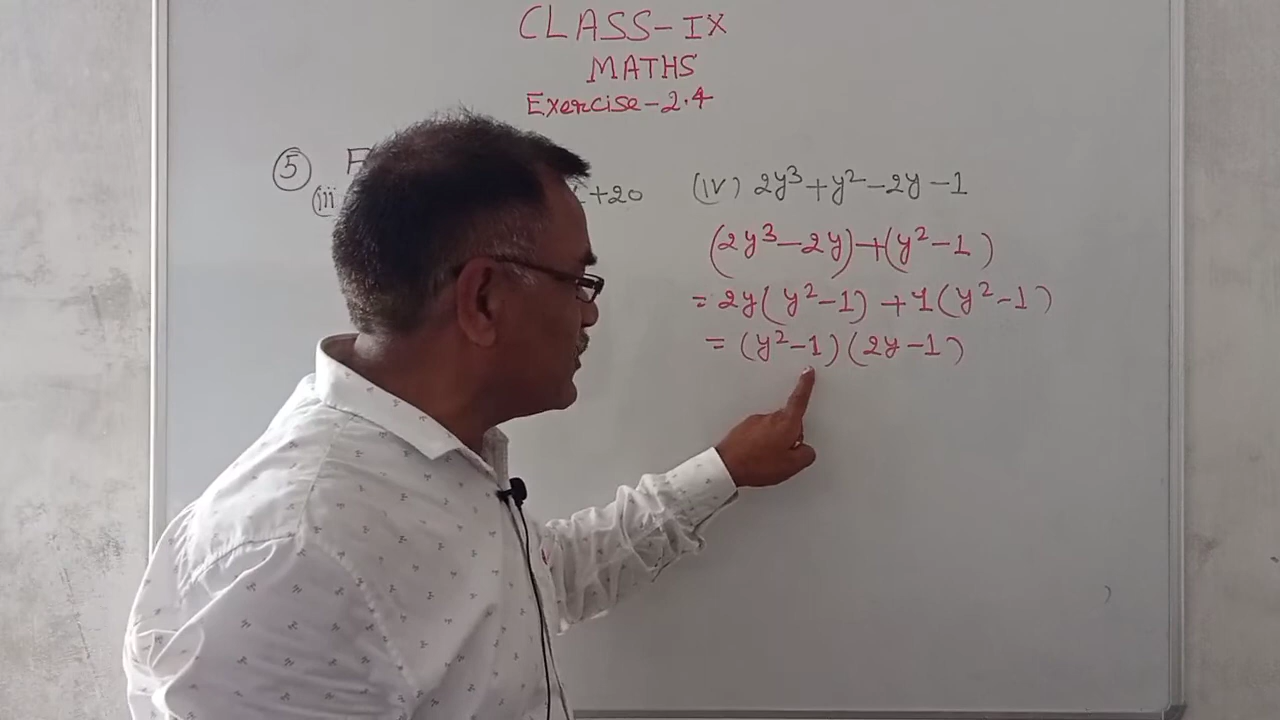 CLASS-IX
MATHS
Exercise-2.4
5
(iii +20
(iv) 2y³+y²-2y-1
(2y³-2y)+(y²-1)
=2y(y²-1)+1(y²-1)
=(y²-1)(2y-1)